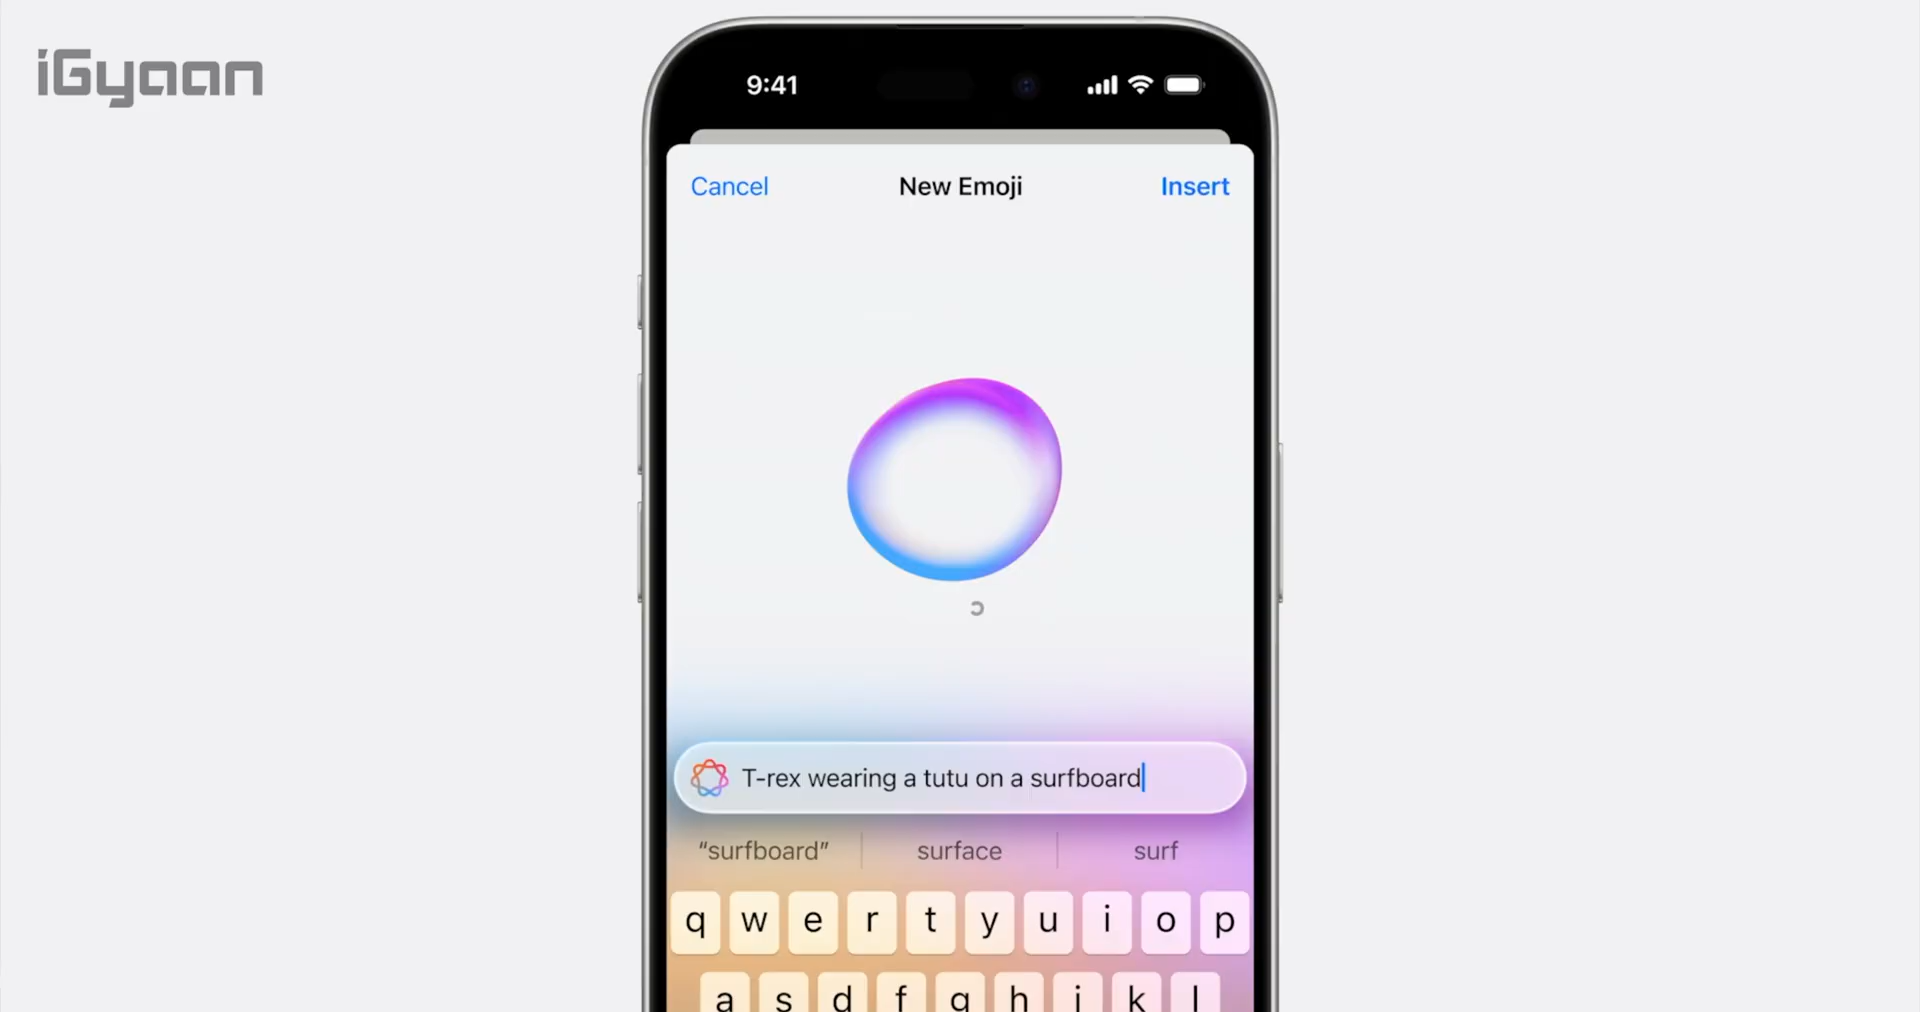 iGyaan
9:41
Cancel New Emoji Insert
T-rex wearing a tutu on a surfboard
“surfboard” surface surf
q w e r t y u i o p
a s d f g h j k l